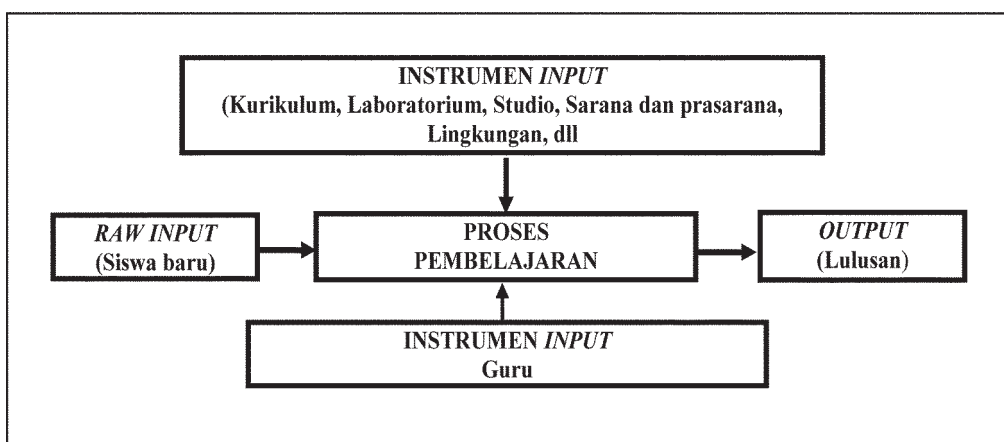 INSTRUMEN INPUT
(Kurikulum, Laboratorium, Studio, Sarana dan prasarana,
Lingkungan, dll
RAW INPUT
(Siswa baru)
PROSES
PEMBELAJARAN
OUTPUT
(Lulusan)
INSTRUMEN INPUT
Guru